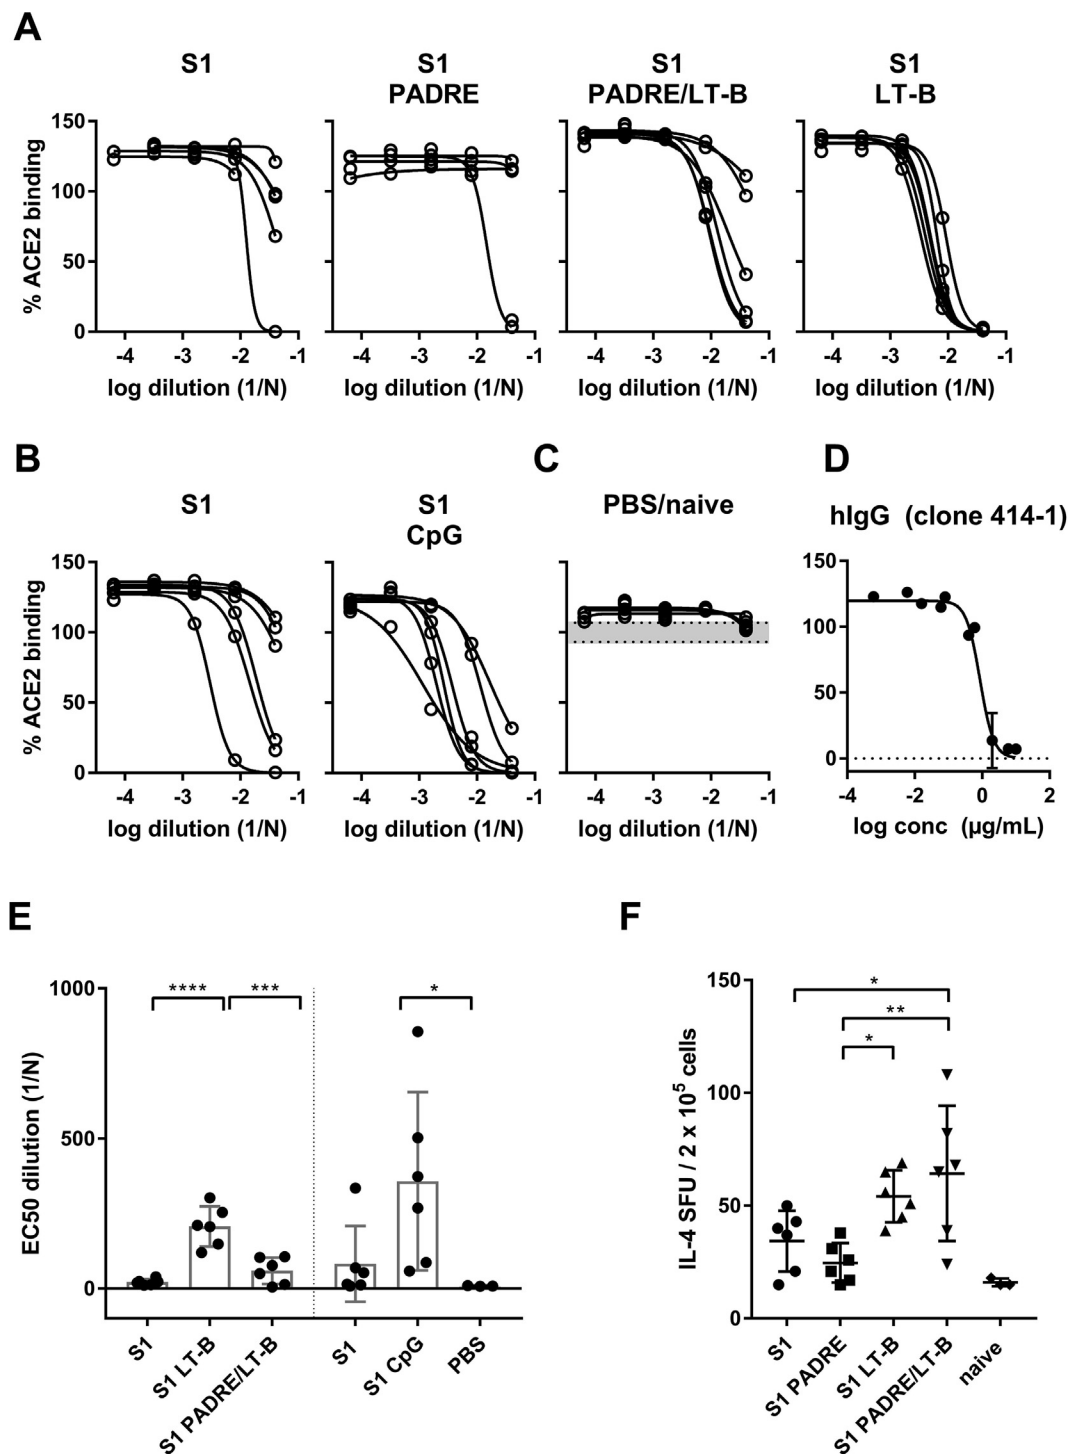 A
S1
S1
PADRE
S1
PADRE/LT-B
S1
LT-B
% ACE2 binding
150
100
50
0
-4 -3 -2 -1
-4 -3 -2 -1
-4 -3 -2 -1
-4 -3 -2 -1
log dilution (1/N)
log dilution (1/N)
log dilution (1/N)
log dilution (1/N)
B
S1
S1
CpG
% ACE2 binding
150
100
50
0
-4 -3 -2 -1
-4 -3 -2 -1
log dilution (1/N)
log dilution (1/N)
C
PBS/naive
-4 -3 -2 -1
log dilution (1/N)
D
hIgG (clone 414-1)
150
100
50
0
-4 -2 0 2
log conc (µg/mL)
E
EC50 dilution (1/N)
1000
500
0
**** *** *
S1
S1 LT-B
S1 PADRE/LT-B
S1
S1 CpG
PBS
F
IL-4 SFU / 2 x 10⁵ cells
150
100
50
0
*
**
*
S1
S1 PADRE
S1 LT-B
S1 PADRE/LT-B
naive